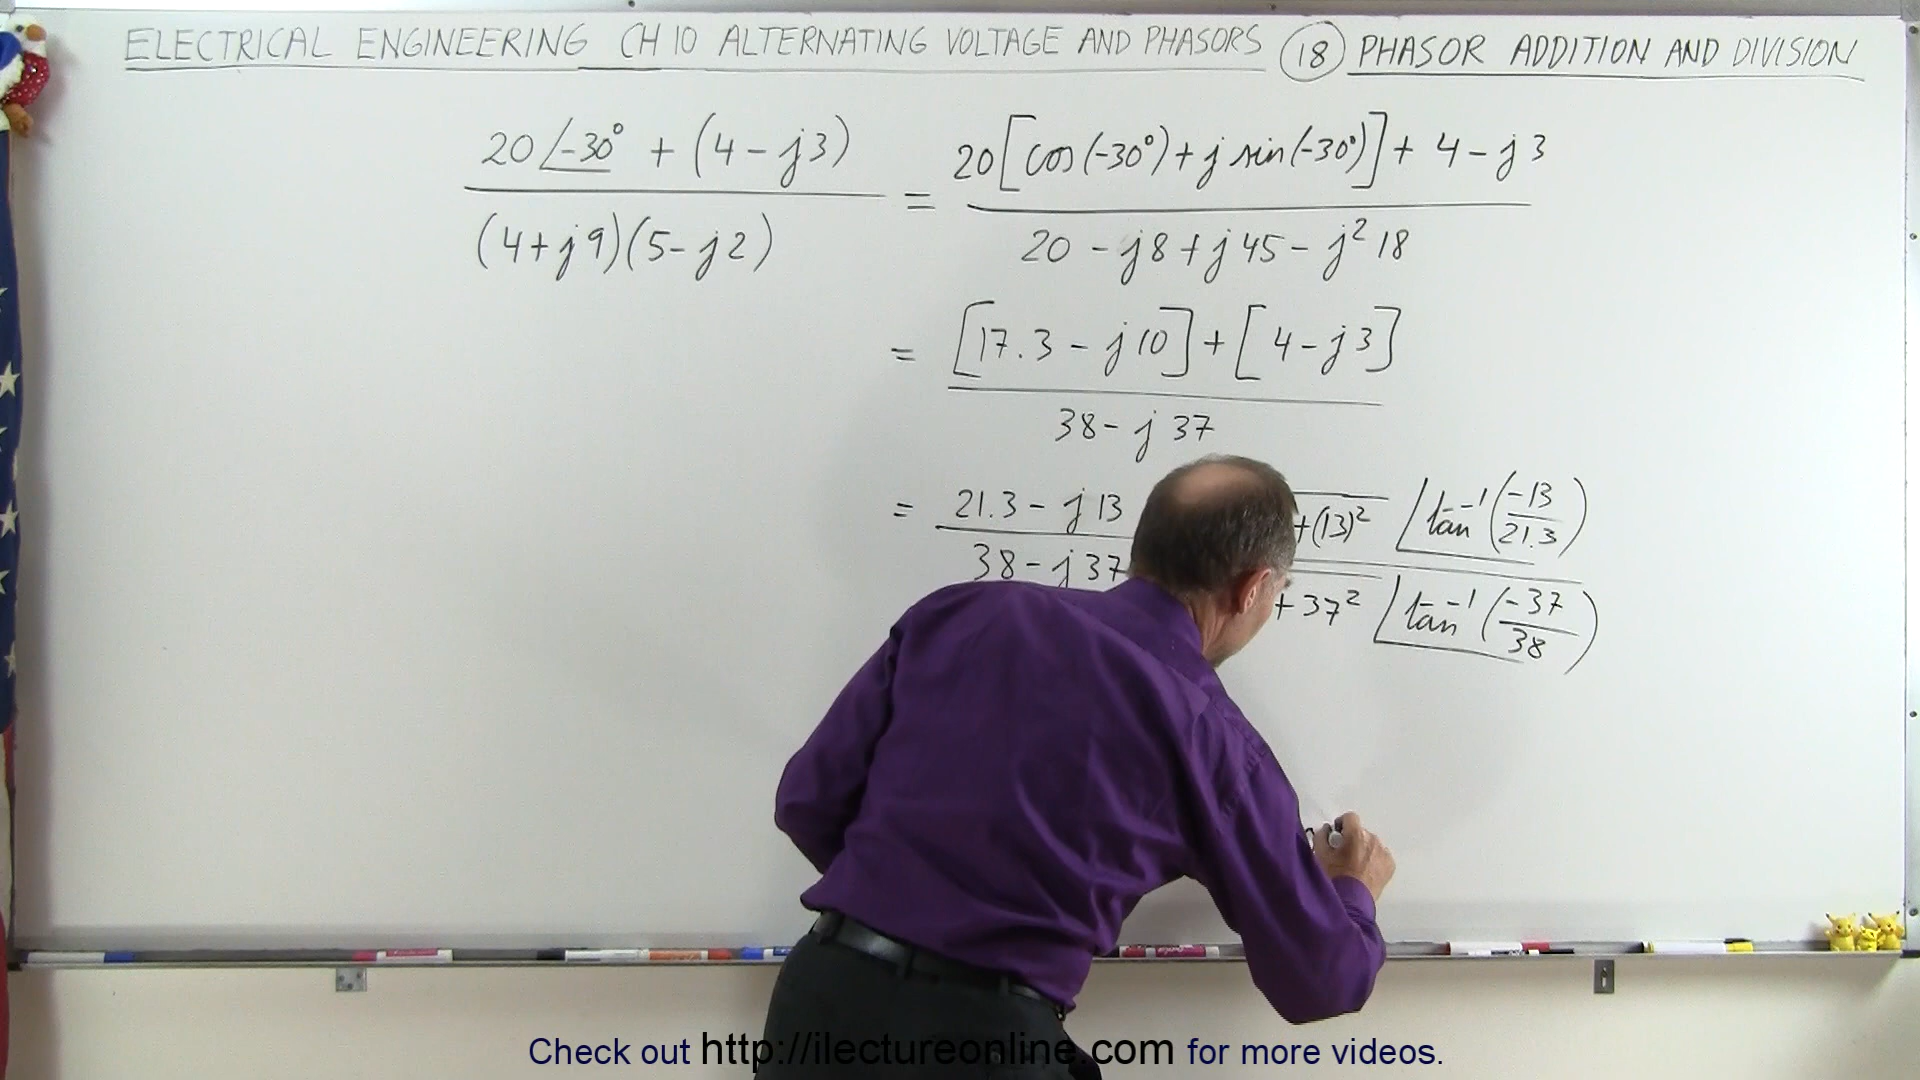 ELECTRICAL ENGINEERING CH 10 ALTERNATING VOLTAGE AND PHASORS (18) PHASOR ADDITION AND DIVISION
20∠-30° + (4 - j3) / (4 + j9)(5 - j2) = 20[cos(-30°) + j sin(-30°)] + 4 - j3 / 20 - j8 + j45 - j²18
= [17.3 - j10] + [4 - j3] / 38 - j37
= 21.3 - j13 / 38 - j37 +(13)² ∠tan⁻¹(-13/21.3) / + 37² ∠tan⁻¹(-37/38)
Check out http://ilectureonline.com for more videos.